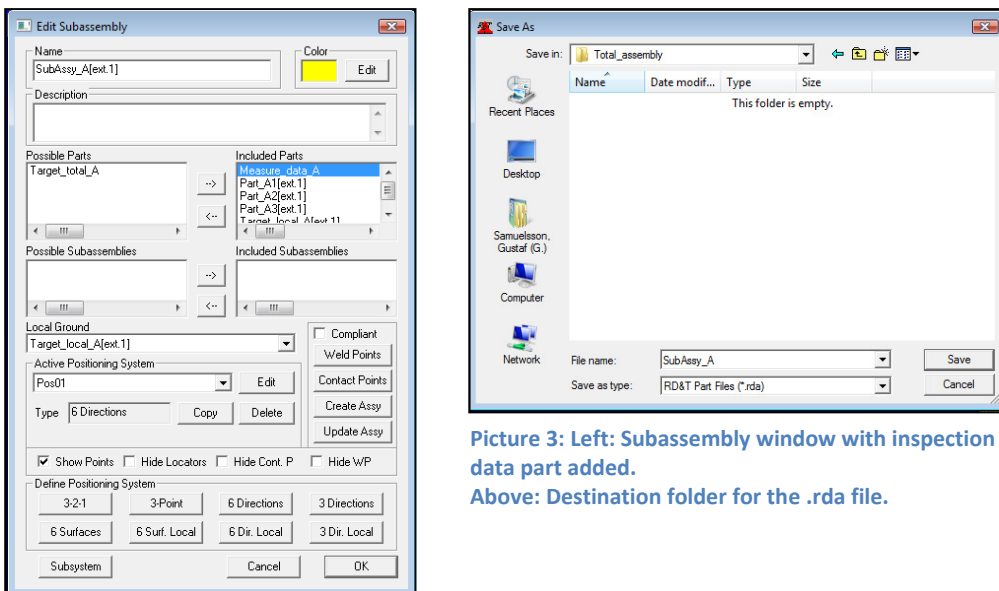 Edit Subassembly
Name
SubAssy_A[ext.1]
Color
Edit
Description
Possible Parts
Target_total_A
-->
<--
Included Parts
Measure_data_A
Part_A1[ext.1]
Part_A2[ext.1]
Part_A3[ext.1]
Target_local_A[ext.1]
Possible Subassemblies
-->
<--
Included Subassemblies
Local Ground
Target_local_A[ext.1]
Active Positioning System
Pos01
Edit
Type
6 Directions
Copy
Delete
Compliant
Weld Points
Contact Points
Create Assy
Update Assy
Show Points
Hide Locators
Hide Cont. P
Hide WP
Define Positioning System
3-2-1
3-Point
6 Directions
3 Directions
6 Surfaces
6 Surf. Local
6 Dir. Local
3 Dir. Local
Subsystem
Cancel
OK
Save As
Save in:
Total_assembly
Name
Date modif...
Type
Size
This folder is empty.
Recent Places
Desktop
Samuelsson,
Gustaf (G.)
Computer
Network
File name:
SubAssy_A
Save
Save as type:
RD&T Part Files (*.rda)
Cancel
Picture 3: Left: Subassembly window with inspection
data part added.
Above: Destination folder for the .rda file.